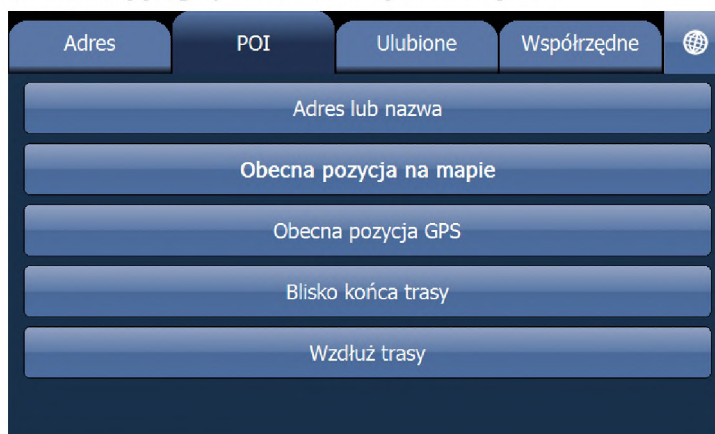 Adres POI Ulubione Współrzędne
Adres lub nazwa
Obecna pozycja na mapie
Obecna pozycja GPS
Blisko końca trasy
Wzdłuż trasy